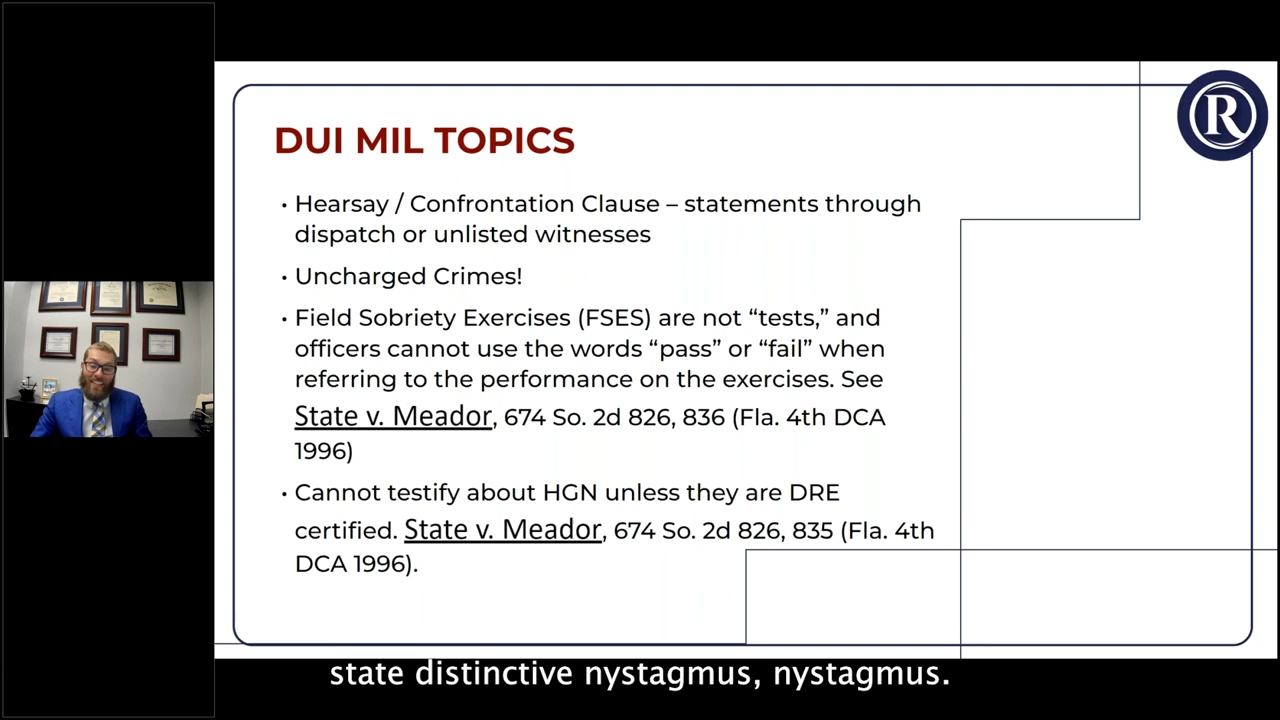 R
DUI MIL TOPICS
• Hearsay / Confrontation Clause – statements through
dispatch or unlisted witnesses
• Uncharged Crimes!
• Field Sobriety Exercises (FSES) are not “tests,” and
officers cannot use the words “pass” or “fail” when
referring to the performance on the exercises. See
State v. Meador, 674 So. 2d 826, 836 (Fla. 4th DCA
1996)
• Cannot testify about HGN unless they are DRE
certified. State v. Meador, 674 So. 2d 826, 835 (Fla. 4th
DCA 1996).
state distinctive nystagmus, nystagmus.